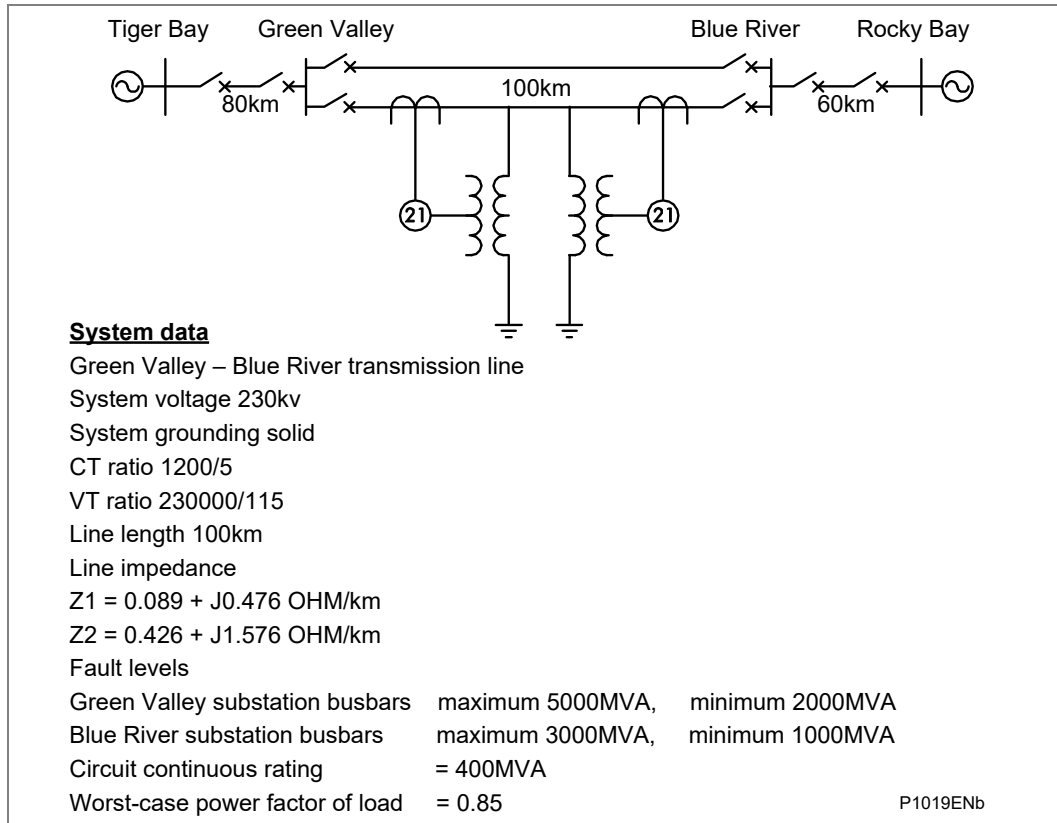 Tiger Bay Green Valley Blue River Rocky Bay
80km 100km 60km
21 21
System data
Green Valley – Blue River transmission line
System voltage 230kv
System grounding solid
CT ratio 1200/5
VT ratio 230000/115
Line length 100km
Line impedance
Z1 = 0.089 + J0.476 OHM/km
Z2 = 0.426 + J1.576 OHM/km
Fault levels
Green Valley substation busbars maximum 5000MVA, minimum 2000MVA
Blue River substation busbars maximum 3000MVA, minimum 1000MVA
Circuit continuous rating = 400MVA
Worst-case power factor of load = 0.85 P1019ENb